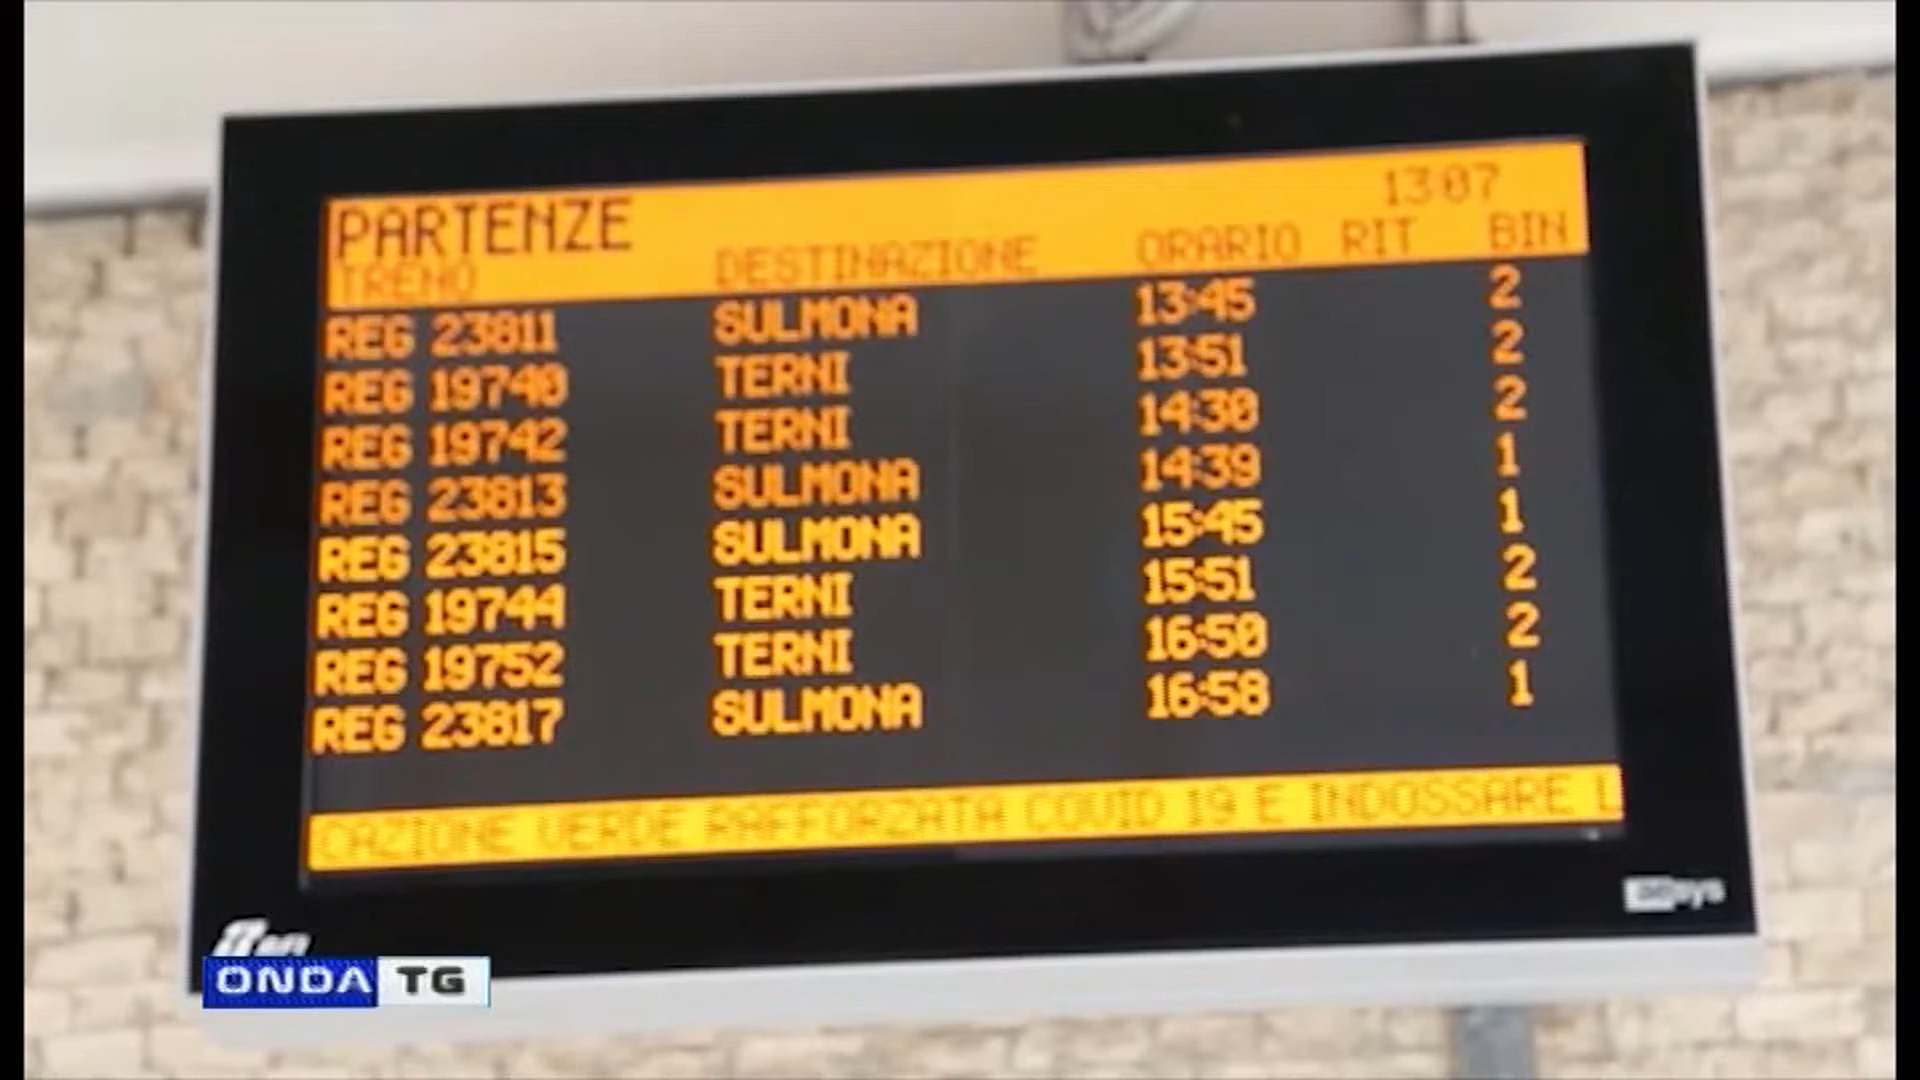 13:07
PARTENZE
TRENO DESTINAZIONE ORARIO RIT BIN
REG 23811 SULMONA 13:45 2
REG 19740 TERNI 13:51 2
REG 19742 TERNI 14:30 2
REG 23813 SULMONA 14:39 1
REG 23815 SULMONA 15:45 1
REG 19744 TERNI 15:51 2
REG 19752 TERNI 16:50 2
REG 23817 SULMONA 16:58 1
CAZIONE VERDE RAFFORZATA COVID 19 E INDOSSARE L
ONDA TG